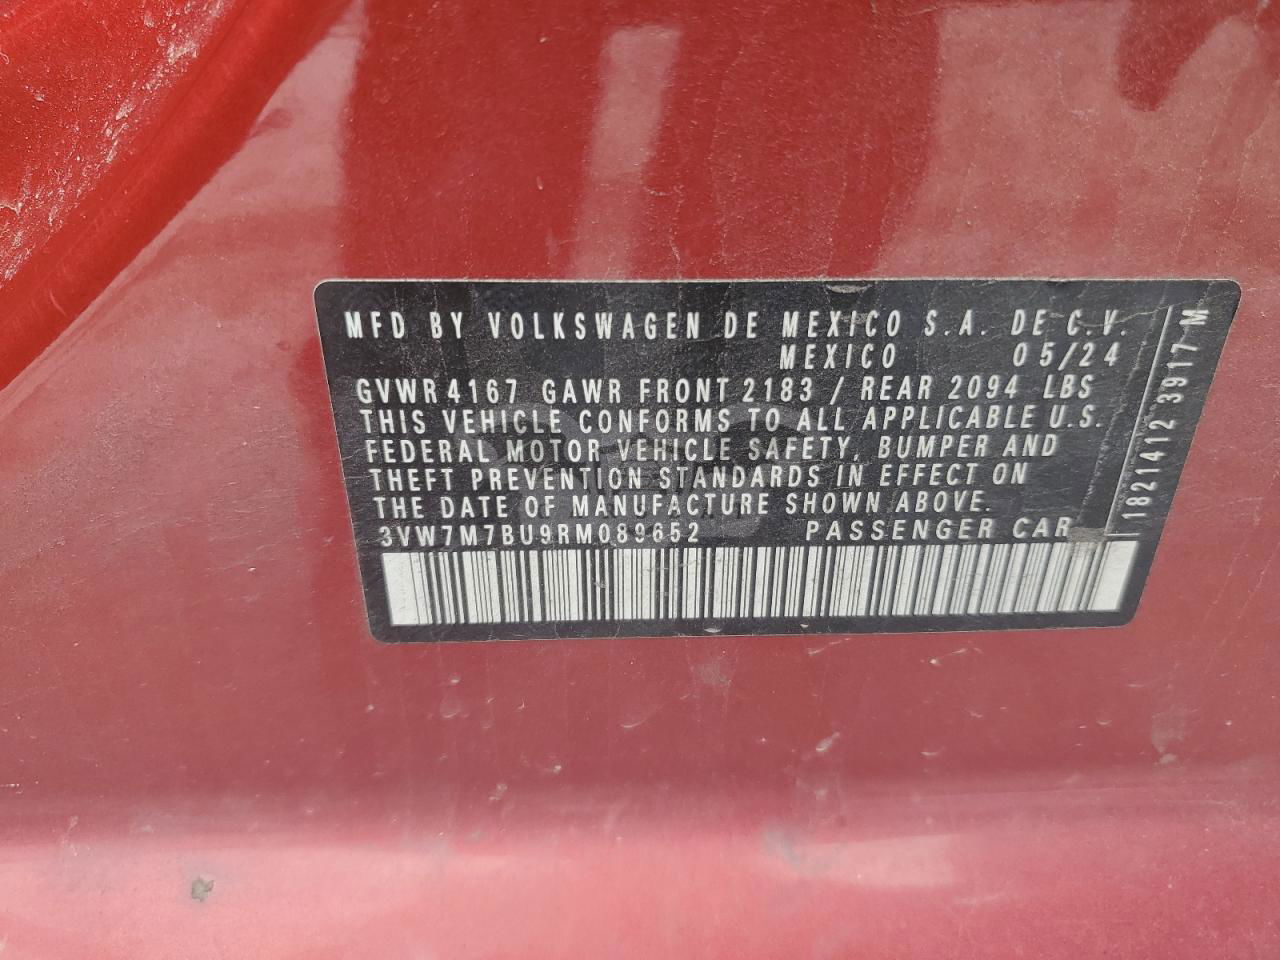 MFD BY VOLKSWAGEN DE MEXICO S.A. DE C.V.
MEXICO 05/24
GVWR 4167 GAWR FRONT 2183 / REAR 2094 LBS
THIS VEHICLE CONFORMS TO ALL APPLICABLE U.S.
FEDERAL MOTOR VEHICLE SAFETY, BUMPER AND
THEFT PREVENTION STANDARDS IN EFFECT ON
THE DATE OF MANUFACTURE SHOWN ABOVE.
3VW7M7BU9RM089652 PASSENGER CAR
1821412 3917 M